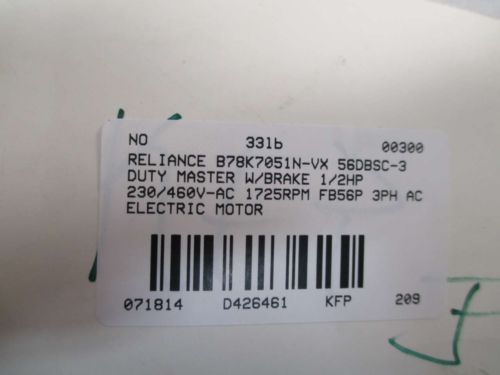 NO 33lb 00300
RELIANCE B78K7051N-VX 56DBSC-3
DUTY MASTER W/BRAKE 1/2HP
230/460V-AC 1725RPM FB56P 3PH AC
ELECTRIC MOTOR
071814 D426461 KFP 209